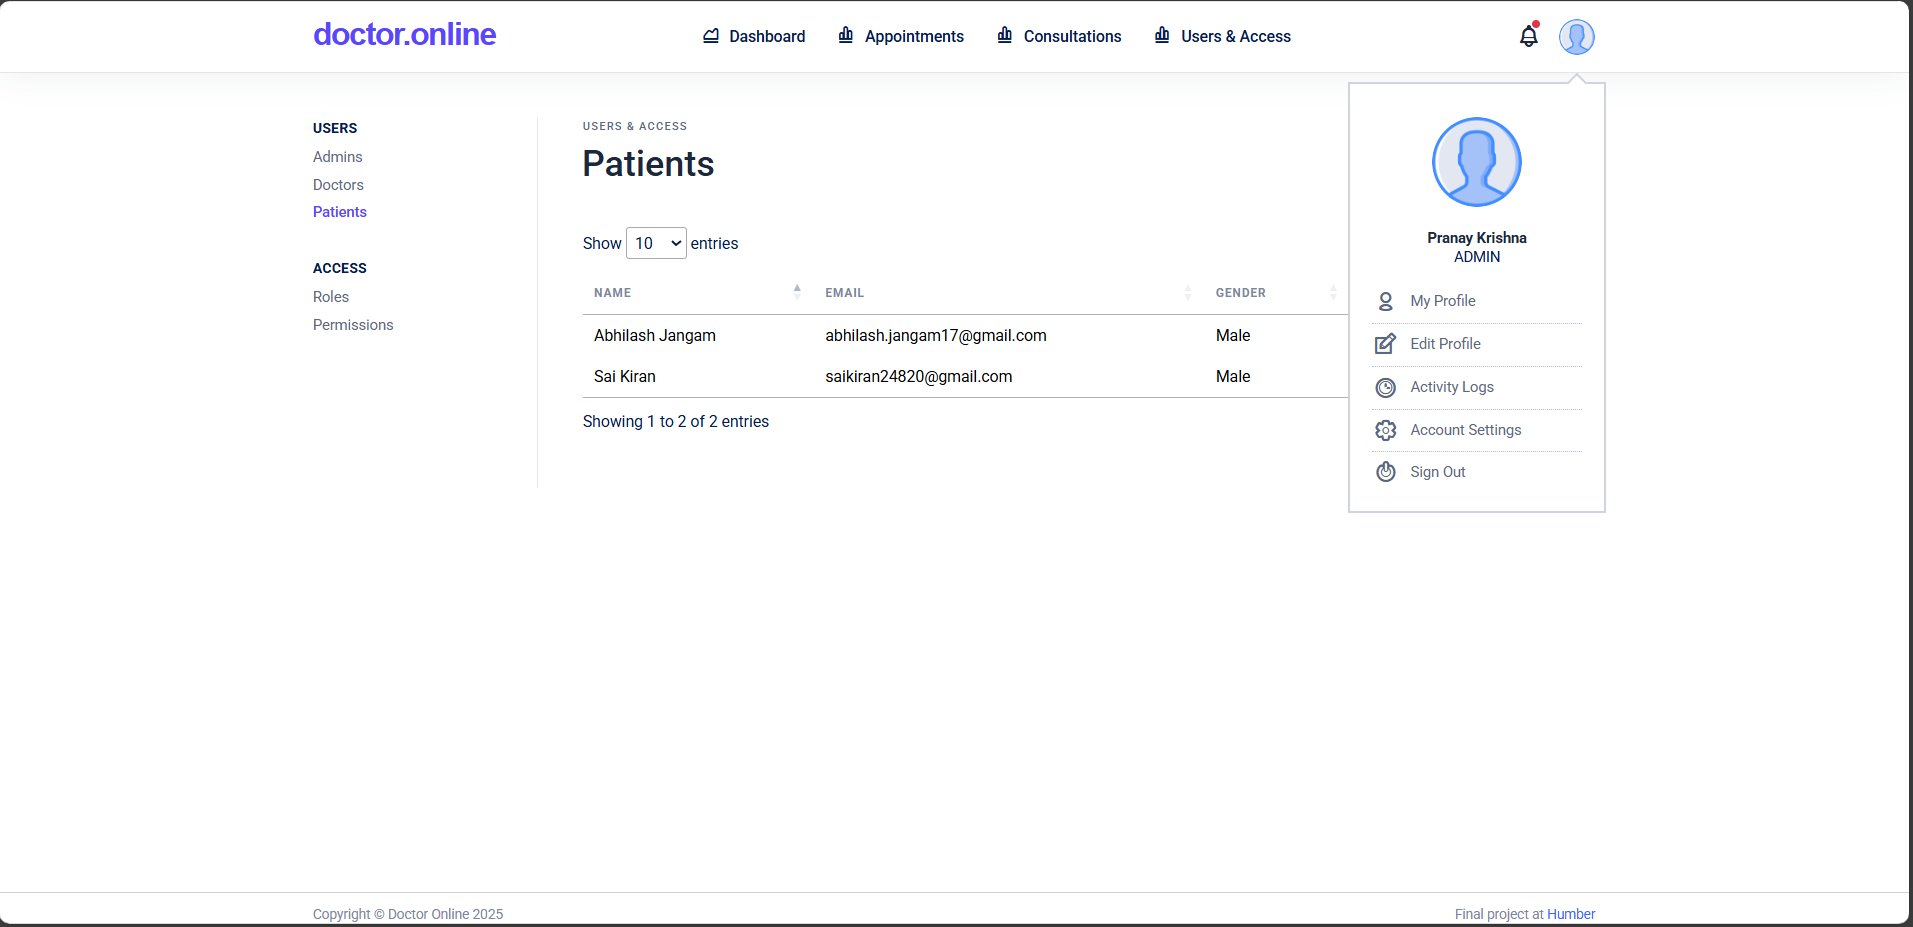 doctor.online
Dashboard Appointments Consultations Users & Access
USERS
Admins
Doctors
Patients
ACCESS
Roles
Permissions
USERS & ACCESS
Patients
Show 10 entries
NAME EMAIL GENDER
Abhilash Jangam abhilash.jangam17@gmail.com Male
Sai Kiran saikiran24820@gmail.com Male
Showing 1 to 2 of 2 entries
Pranay Krishna
ADMIN
My Profile
Edit Profile
Activity Logs
Account Settings
Sign Out
Copyright © Doctor Online 2025
Final project at Humber